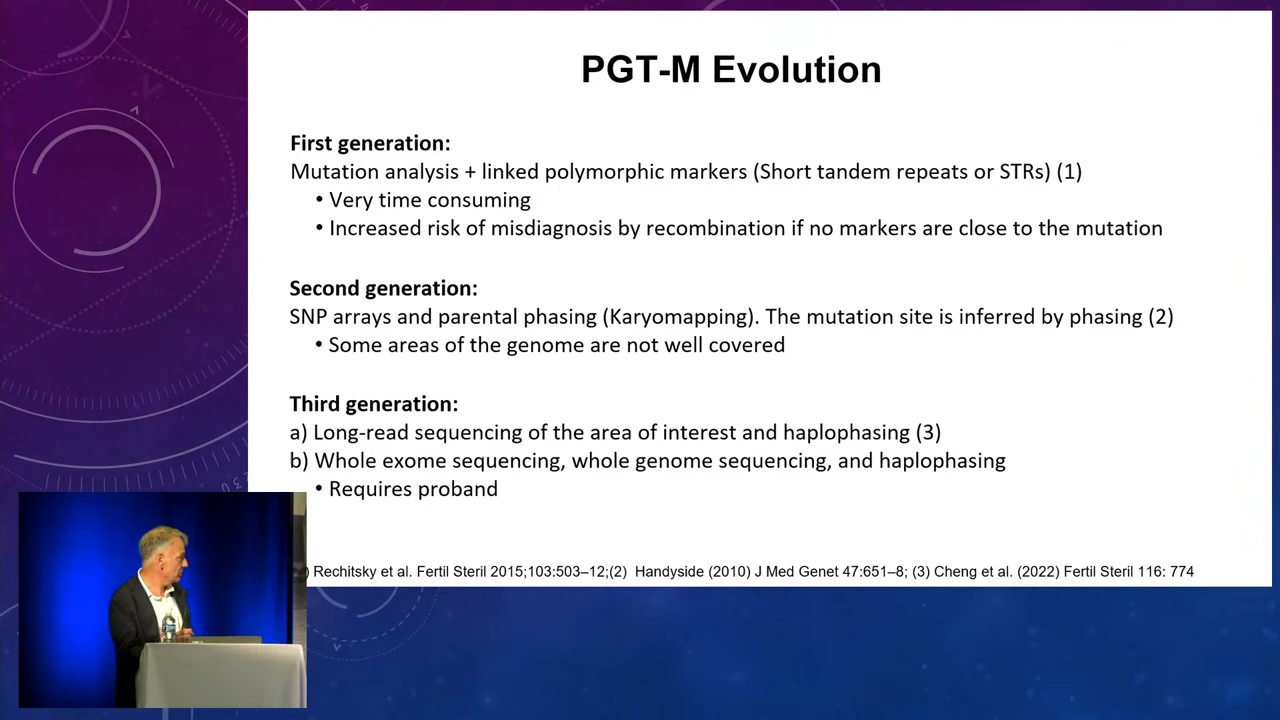 PGT-M Evolution
First generation:
Mutation analysis + linked polymorphic markers (Short tandem repeats or STRs) (1)
• Very time consuming
• Increased risk of misdiagnosis by recombination if no markers are close to the mutation
Second generation:
SNP arrays and parental phasing (Karyomapping). The mutation site is inferred by phasing (2)
• Some areas of the genome are not well covered
Third generation:
a) Long-read sequencing of the area of interest and haplophasing (3)
b) Whole exome sequencing, whole genome sequencing, and haplophasing
• Requires proband
) Rechitsky et al. Fertil Steril 2015;103:503–12;(2) Handyside (2010) J Med Genet 47:651–8; (3) Cheng et al. (2022) Fertil Steril 116: 774